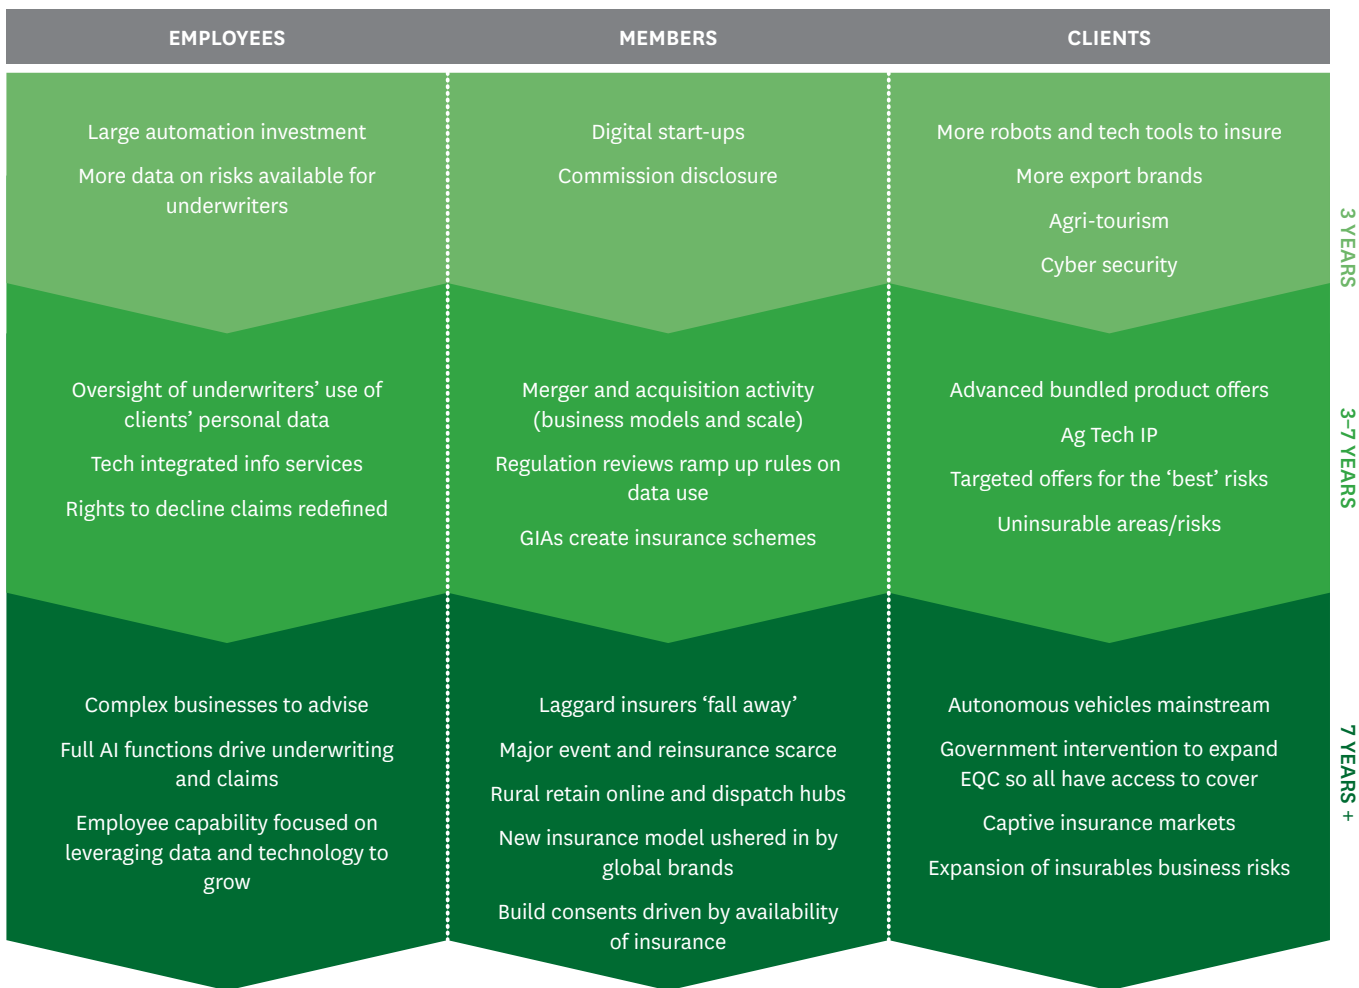 EMPLOYEES
MEMBERS
CLIENTS
Large automation investment
More data on risks available for
underwriters
Digital start-ups
Commission disclosure
More robots and tech tools to insure
More export brands
Agri-tourism
Cyber security
3 YEARS
Oversight of underwriters’ use of
clients’ personal data
Tech integrated info services
Rights to decline claims redefined
Merger and acquisition activity
(business models and scale)
Regulation reviews ramp up rules on
data use
GIAs create insurance schemes
Advanced bundled product offers
Ag Tech IP
Targeted offers for the ‘best’ risks
Uninsurable areas/risks
3–7 YEARS
Complex businesses to advise
Full AI functions drive underwriting
and claims
Employee capability focused on
leveraging data and technology to
grow
Laggard insurers ‘fall away’
Major event and reinsurance scarce
Rural retain online and dispatch hubs
New insurance model ushered in by
global brands
Build consents driven by availability
of insurance
Autonomous vehicles mainstream
Government intervention to expand
EQC so all have access to cover
Captive insurance markets
Expansion of insurables business risks
7 YEARS +